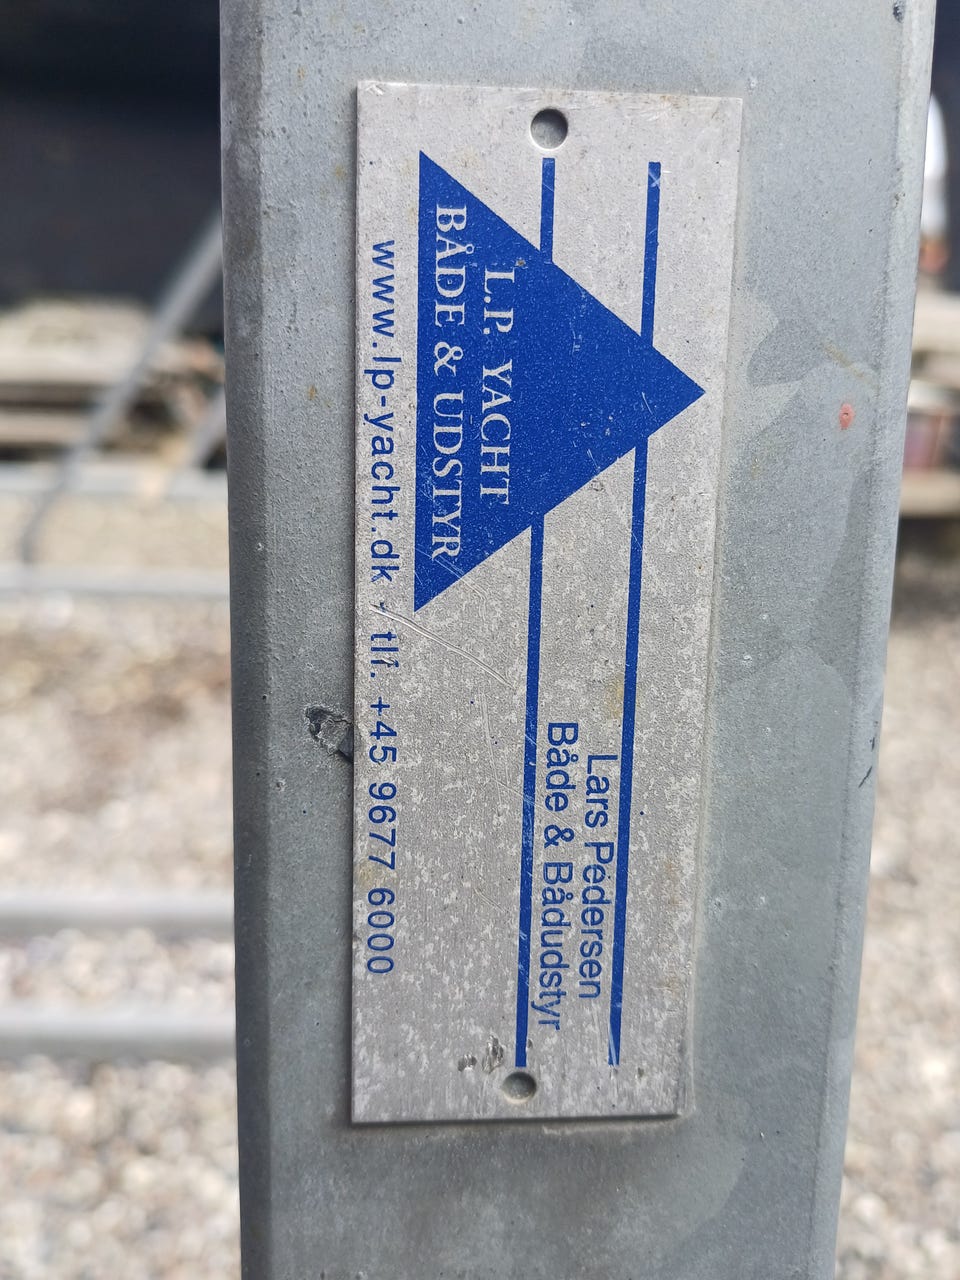 L.P. YACHT
BÅDE & UDSTYR
Lars Pedersen
Både & Bådudstyr
www.lp-yacht.dk - tlf. +45 9677 6000